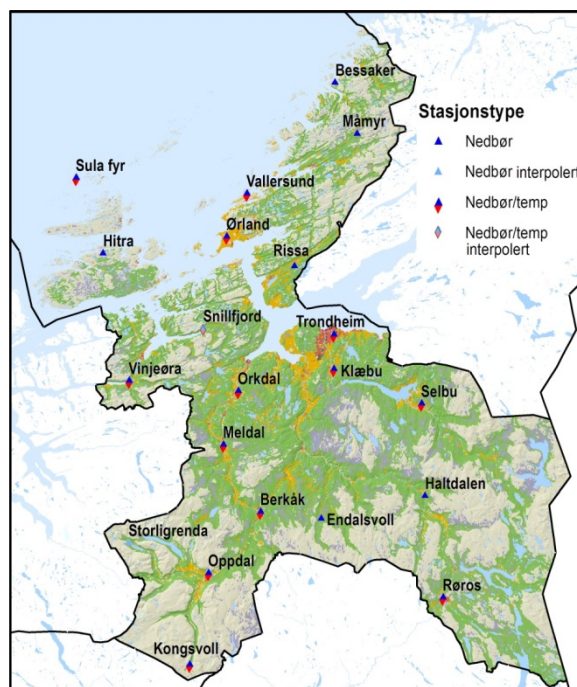 Bessaker
Stasjonstype
Måmyr
Nedbør
Nedbør interpolert
Sula fyr
Vallersund
Nedbør/temp
Ørland
Nedbør/temp
interpolert
Hitra
Rissa
Snillfjord
Trondheim
Vinjeøra
Klæbu
Orkdal
Selbu
Meldal
Haltdalen
Berkåk
Endalsvoll
Storligrenda
Oppdal
Røros
Kongsvoll